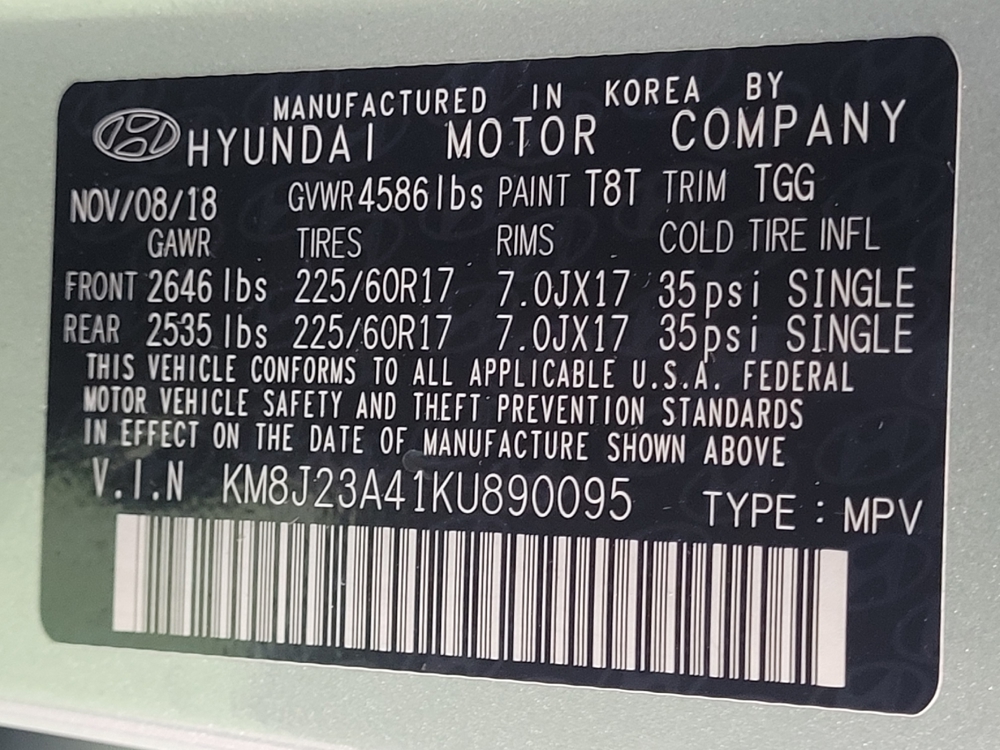 MANUFACTURED IN KOREA BY
HYUNDAI MOTOR COMPANY
NOV/08/18 GVWR 4586 lbs PAINT T8T TRIM TGG
GAWR TIRES RIMS COLD TIRE INFL
FRONT 2646 lbs 225/60R17 7.0JX17 35psi SINGLE
REAR 2535 lbs 225/60R17 7.0JX17 35psi SINGLE
THIS VEHICLE CONFORMS TO ALL APPLICABLE U.S.A. FEDERAL
MOTOR VEHICLE SAFETY AND THEFT PREVENTION STANDARDS
IN EFFECT ON THE DATE OF MANUFACTURE SHOWN ABOVE
V.I.N KM8J23A41KU890095 TYPE : MPV